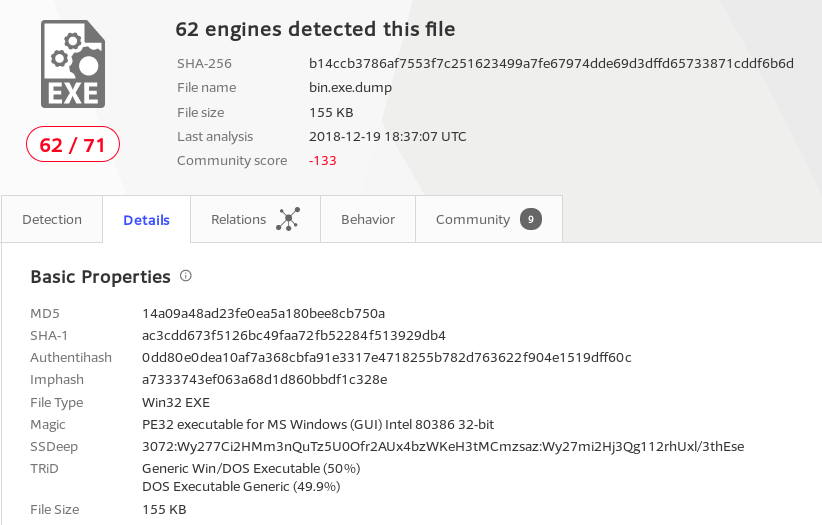 62 engines detected this file
EXE
62 / 71
SHA-256 b14ccb3786af7553f7c251623499a7fe67974dde69d3dffd65733871cddf6b6d
File name bin.exe.dump
File size 155 KB
Last analysis 2018-12-19 18:37:07 UTC
Community score -133
Detection Details Relations Behavior Community 9
Basic Properties
MD5 14a09a48ad23fe0ea5a180bee8cb750a
SHA-1 ac3cdd673f5126bc49faa72fb52284f513929db4
Authentihash 0dd80e0dea10af7a368cbfa91e3317e4718255b782d763622f904e1519dff60c
Imphash a7333743ef063a68d1d860bbdf1c328e
File Type Win32 EXE
Magic PE32 executable for MS Windows (GUI) Intel 80386 32-bit
SSDeep 3072:Wy277Ci2HMm3nQuTz5U0Ofr2AUx4bzWKeH3tMCmzsaz:Wy27mi2Hj3Qg112rhUxl/3thEse
TRiD Generic Win/DOS Executable (50%)
DOS Executable Generic (49.9%)
File Size 155 KB